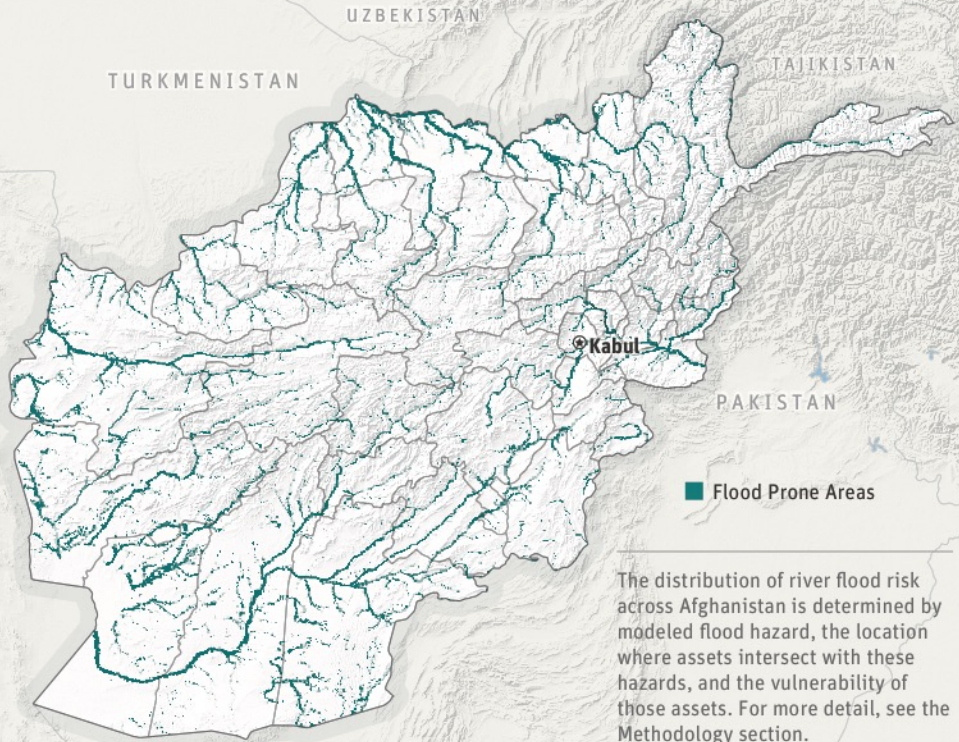 UZBEKISTAN
TURKMENISTAN
TAJIKISTAN
Kabul
PAKISTAN
Flood Prone Areas
The distribution of river flood risk
across Afghanistan is determined by
modeled flood hazard, the location
where assets intersect with these
hazards, and the vulnerability of
those assets. For more detail, see the
Methodology section.